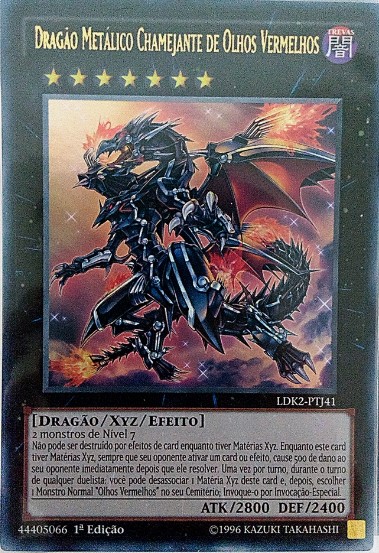 Dragão Metálico Chamejante de Olhos Vermelhos
TREVAS
闇
LDK2-PTJ41
[Dragão/Xyz/Efeito]
2 monstros de Nível 7
Não pode ser destruído por efeitos de card enquanto tiver Matérias Xyz. Enquanto este card
tiver Matérias Xyz, sempre que seu oponente ativar um card ou efeito, cause 500 de dano ao
seu oponente imediatamente depois que ele resolver. Uma vez por turno, durante o turno
de qualquer duelista: você pode desassociar 1 Matéria Xyz deste card e, depois, escolher
1 Monstro Normal "Olhos Vermelhos" no seu Cemitério; Invoque-o por Invocação-Especial.
ATK/2800 DEF/2400
44405066 1ª Edição ©1996 KAZUKI TAKAHASHI